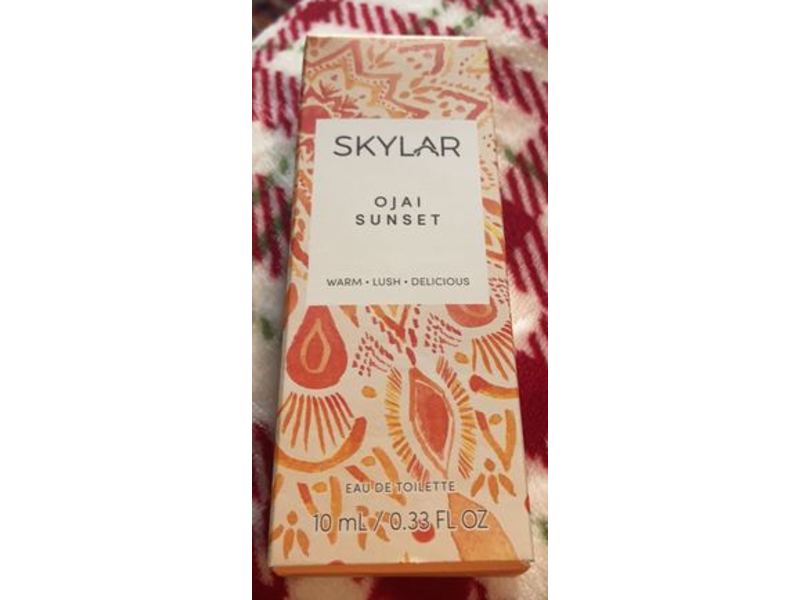 SKYLAR
OJAI
SUNSET
WARM • LUSH • DELICIOUS
EAU DE TOILETTE
10 mL / 0.33 FL OZ